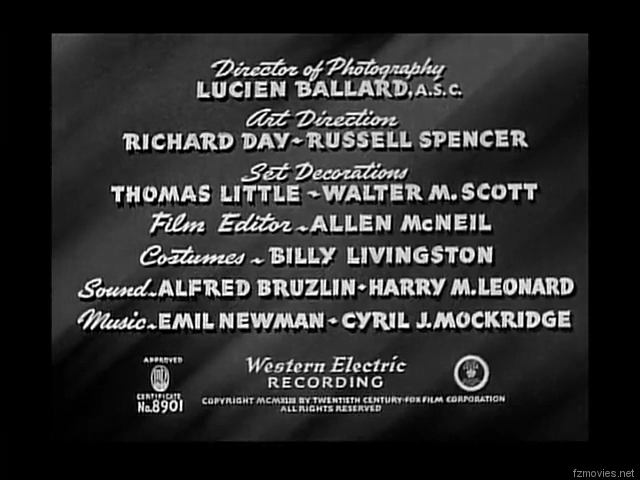 Director of Photography
LUCIEN BALLARD, A.S.C.
Art Direction
RICHARD DAY ~ RUSSELL SPENCER
Set Decorations
THOMAS LITTLE ~ WALTER M. SCOTT
Film Editor ~ ALLEN McNEIL
Costumes ~ BILLY LIVINGSTON
Sound ~ ALFRED BRUZLIN - HARRY M. LEONARD
Music ~ EMIL NEWMAN - CYRIL J. MOCKRIDGE
APPROVED
CERTIFICATE
No. 8901
Western Electric
RECORDING
COPYRIGHT MCMXLIII BY TWENTIETH CENTURY-FOX FILM CORPORATION
ALL RIGHTS RESERVED
fzmovies.net